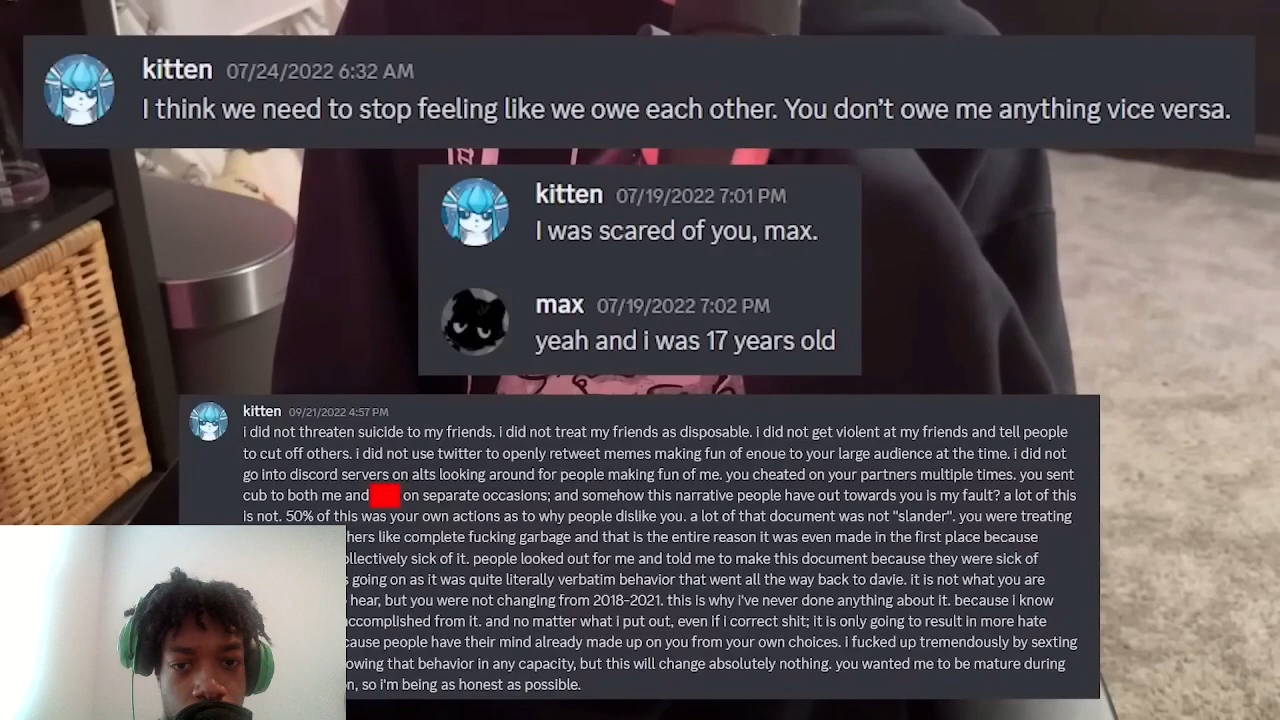 kitten 07/24/2022 6:32 AM
I think we need to stop feeling like we owe each other. You don't owe me anything vice versa.
kitten 07/19/2022 7:01 PM
I was scared of you, max.
max 07/19/2022 7:02 PM
yeah and i was 17 years old
kitten 09/21/2022 4:57 PM
i did not threaten suicide to my friends. i did not treat my friends as disposable. i did not get violent at my friends and tell people
to cut off others. i did not use twitter to openly retweet memes making fun of enoue to your large audience at the time. i did not
go into discord servers on alts looking around for people making fun of me. you cheated on your partners multiple times. you sent
cub to both me and on separate occasions; and somehow this narrative people have out towards you is my fault? a lot of this
is not. 50% of this was your own actions as to why people dislike you. a lot of that document was not "slander". you were treating
like complete fucking garbage and that is the entire reason it was even made in the first place because
sick of it. people looked out for me and told me to make this document because they were sick of
going on as it was quite literally verbatim behavior that went all the way back to davie. it is not what you are
hear, but you were not changing from 2018-2021. this is why i've never done anything about it. because i know
from it. and no matter what i put out, even if i correct shit; it is only going to result in more hate
people have their mind already made up on you from your own choices. i fucked up tremendously by sexting
that behavior in any capacity, but this will change absolutely nothing. you wanted me to be mature during
so i'm being as honest as possible.